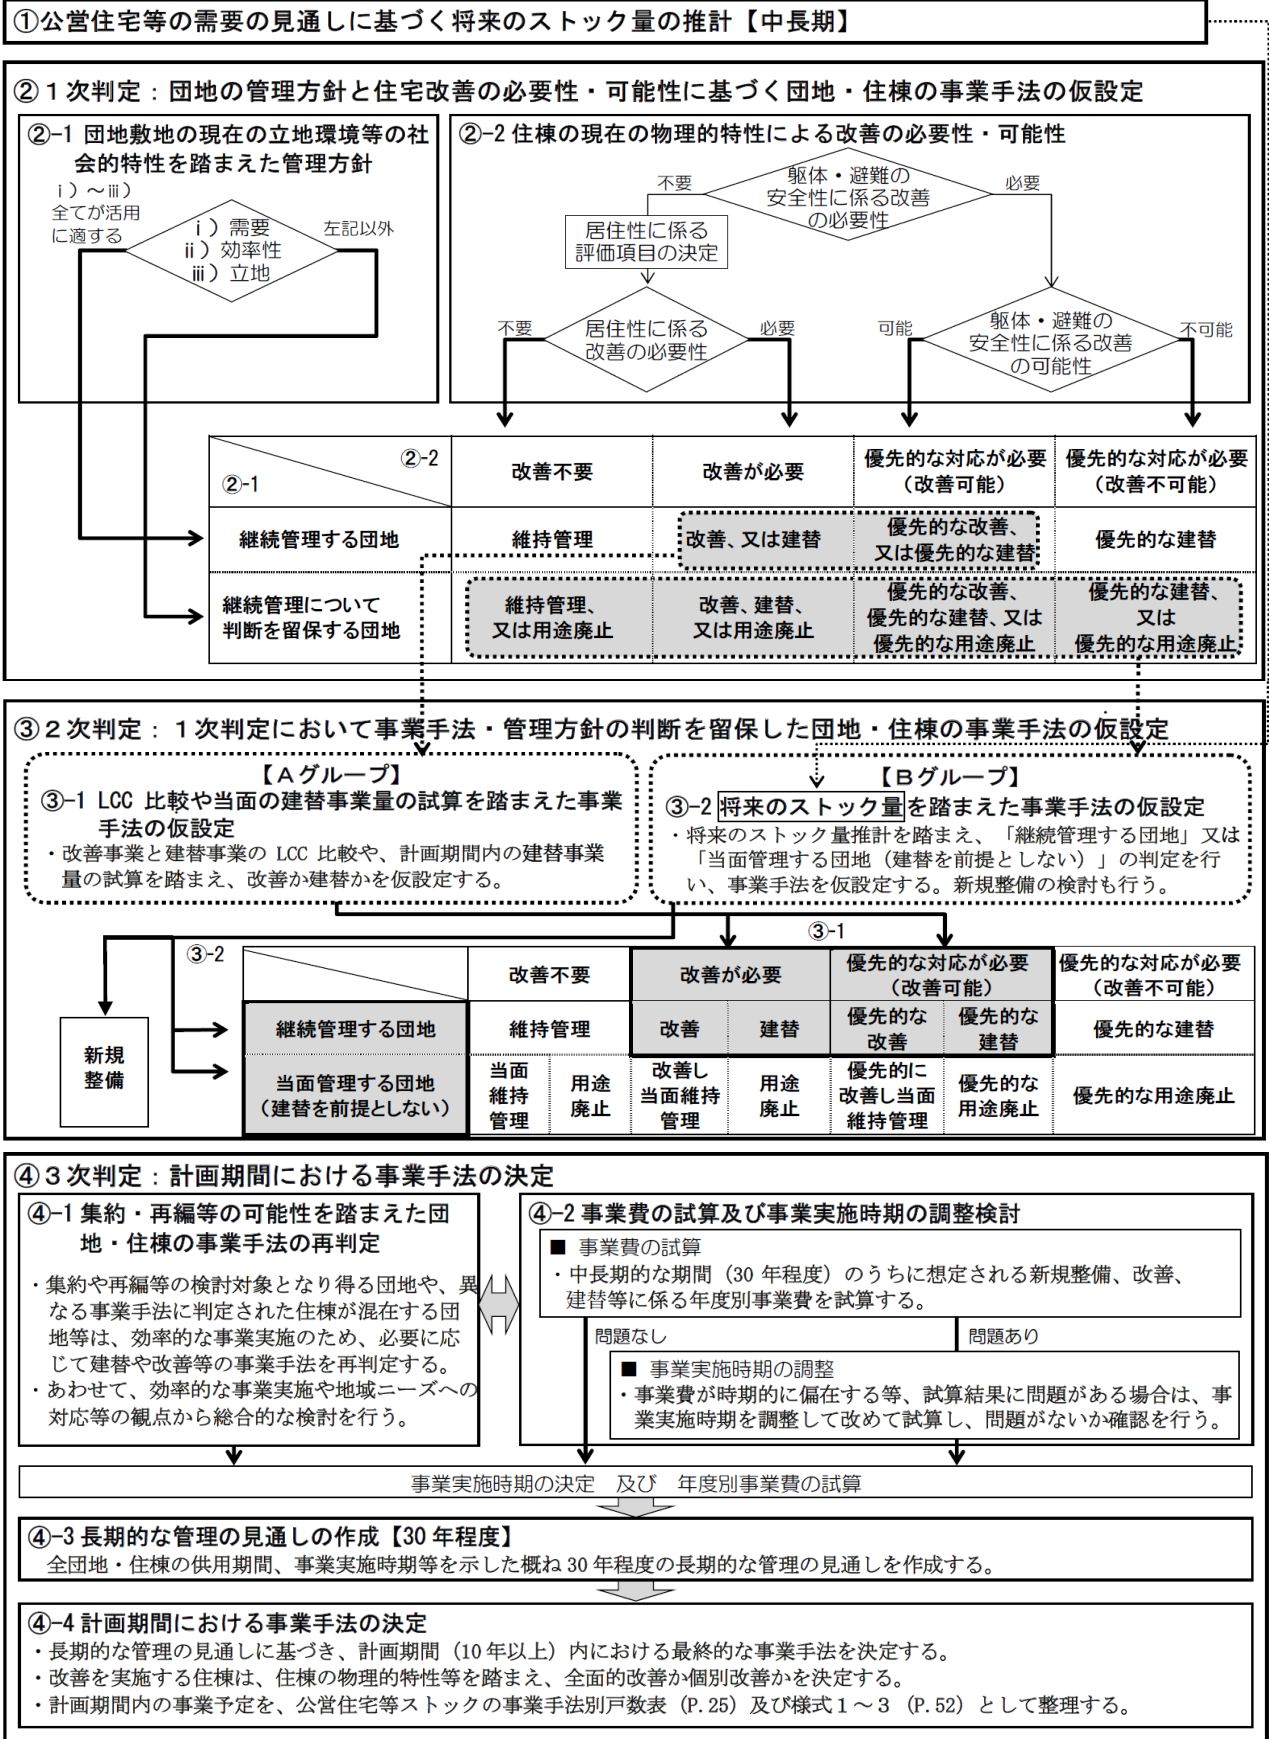 ①公営住宅等の需要の見通しに基づく将来のストック量の推計【中長期】
②１次判定：団地の管理方針と住宅改善の必要性・可能性に基づく団地・住棟の事業手法の仮設定
②-1 団地敷地の現在の立地環境等の社
会的特性を踏まえた管理方針
ⅰ）～ⅲ）
全てが活用
に適する
ⅰ）需要
ⅱ）効率性
ⅲ）立地
左記以外
②-2 住棟の現在の物理的特性による改善の必要性・可能性
不要
躯体・避難の
安全性に係る改善
の必要性
必要
居住性に係る
評価項目の決定
不要
居住性に係る
改善の必要性
必要
可能
躯体・避難の
安全性に係る改善
の可能性
不可能
②-2
②-1
改善不要
改善が必要
優先的な対応が必要
（改善可能）
優先的な対応が必要
（改善不可能）
継続管理する団地
維持管理
改善、又は建替
優先的な改善、
又は優先的な建替
優先的な建替
継続管理について
判断を留保する団地
維持管理、
又は用途廃止
改善、建替、
又は用途廃止
優先的な改善、
優先的な建替、又は
優先的な用途廃止
優先的な建替、
又は
優先的な用途廃止
③２次判定：１次判定において事業手法・管理方針の判断を留保した団地・住棟の事業手法の仮設定
【Ａグループ】
③-1 LCC 比較や当面の建替事業量の試算を踏まえた事業
手法の仮設定
・改善事業と建替事業の LCC 比較や、計画期間内の建替事業
量の試算を踏まえ、改善か建替かを仮設定する。
【Ｂグループ】
③-2 将来のストック量を踏まえた事業手法の仮設定
・将来のストック量推計を踏まえ、「継続管理する団地」又は
「当面管理する団地（建替を前提としない）」の判定を行
い、事業手法を仮設定する。新規整備の検討も行う。
③-1
③-2
改善不要
改善が必要
優先的な対応が必要
（改善可能）
優先的な対応が必要
（改善不可能）
新規
整備
継続管理する団地
維持管理
改善
建替
優先的な
改善
優先的な
建替
優先的な建替
当面管理する団地
（建替を前提としない）
当面
維持
管理
用途
廃止
改善し
当面維持
管理
用途
廃止
優先的に
改善し当面
維持管理
優先的な
用途廃止
優先的な用途廃止
④３次判定：計画期間における事業手法の決定
④-1 集約・再編等の可能性を踏まえた団
地・住棟の事業手法の再判定
・集約や再編等の検討対象となり得る団地や、異
なる事業手法に判定された住棟が混在する団
地等は、効率的な事業実施のため、必要に応
じて建替や改善等の事業手法を再判定する。
・あわせて、効率的な事業実施や地域ニーズへの
対応等の観点から総合的な検討を行う。
④-2 事業費の試算及び事業実施時期の調整検討
■ 事業費の試算
・中長期的な期間（30 年程度）のうちに想定される新規整備、改善、
建替等に係る年度別事業費を試算する。
問題なし
問題あり
■ 事業実施時期の調整
・事業費が時期的に偏在する等、試算結果に問題がある場合は、事
業実施時期を調整して改めて試算し、問題がないか確認を行う。
事業実施時期の決定　及び　年度別事業費の試算
④-3 長期的な管理の見通しの作成【30 年程度】
全団地・住棟の供用期間、事業実施時期等を示した概ね 30 年程度の長期的な管理の見通しを作成する。
④-4 計画期間における事業手法の決定
・長期的な管理の見通しに基づき、計画期間（10 年以上）内における最終的な事業手法を決定する。
・改善を実施する住棟は、住棟の物理的特性等を踏まえ、全面的改善か個別改善かを決定する。
・計画期間内の事業予定を、公営住宅等ストックの事業手法別戸数表（P.25）及び様式１～３（P.52）として整理する。